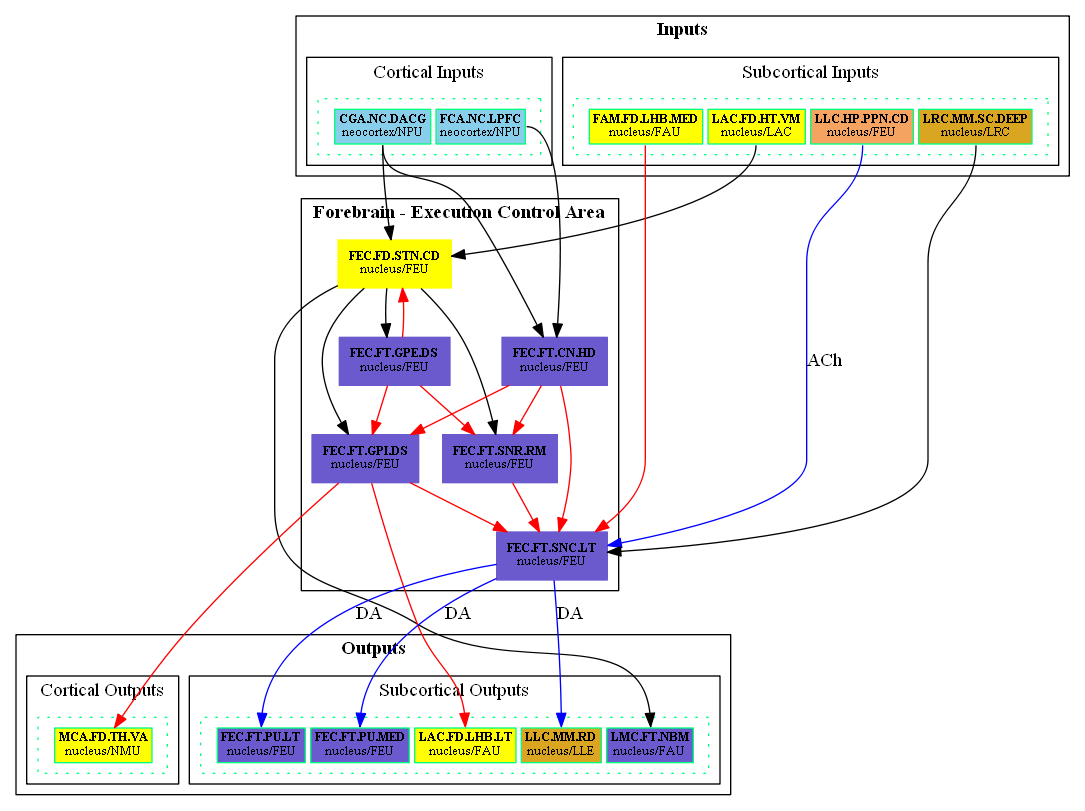 Inputs
Cortical Inputs
Subcortical Inputs
CGA.NC.DACG
neocortex/NPU
FCA.NC.LPFC
neocortex/NPU
FAM.FD.LHB.MED
nucleus/FAU
LAC.FD.HT.VM
nucleus/LAC
LLC.HP.PPN.CD
nucleus/FEU
LRC.MM.SC.DEEP
nucleus/LRC
Forebrain - Execution Control Area
FEC.FD.STN.CD
nucleus/FEU
FEC.FT.GPE.DS
nucleus/FEU
FEC.FT.CN.HD
nucleus/FEU
ACh
FEC.FT.GPI.DS
nucleus/FEU
FEC.FT.SNR.RM
nucleus/FEU
FEC.FT.SNC.LT
nucleus/FEU
DA
DA
DA
Outputs
Cortical Outputs
Subcortical Outputs
MCA.FD.TH.VA
nucleus/NMU
FEC.FT.PU.LT
nucleus/FEU
FEC.FT.PU.MED
nucleus/FEU
LAC.FD.LHB.LT
nucleus/FAU
LLC.MM.RD
nucleus/LLE
LMC.FT.NBM
nucleus/FAU